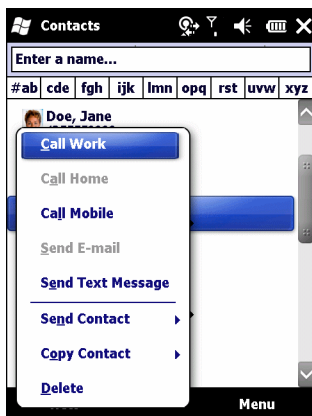 Contacts
Enter a name...
#ab cde fgh ijk lmn opq rst uvw xyz
Doe, Jane
Call Work
Call Home
Call Mobile
Send E-mail
Send Text Message
Send Contact
Copy Contact
Delete
Menu